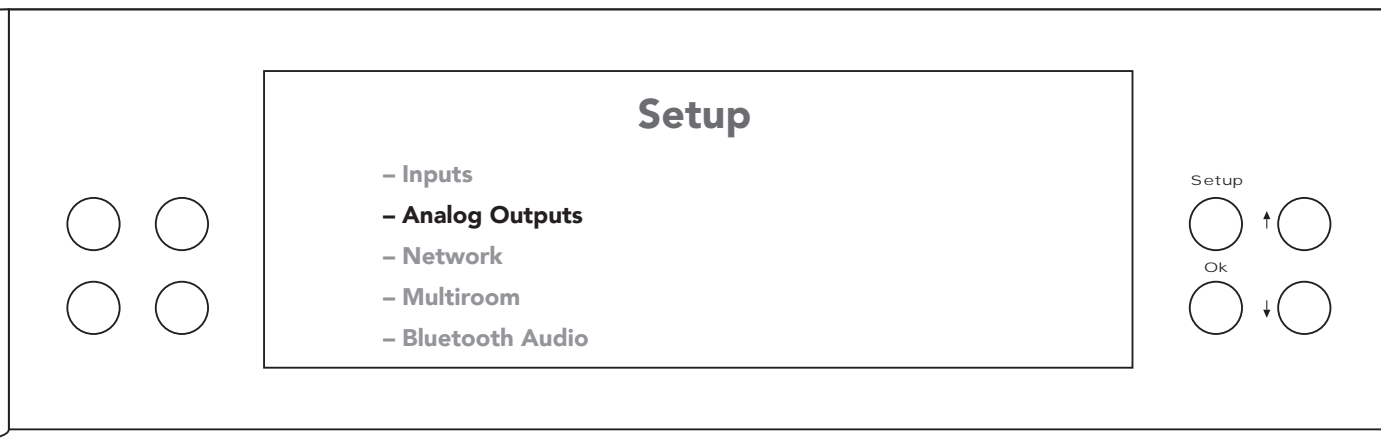 Setup
– Inputs
– Analog Outputs
– Network
– Multiroom
– Bluetooth Audio
Setup
Ok